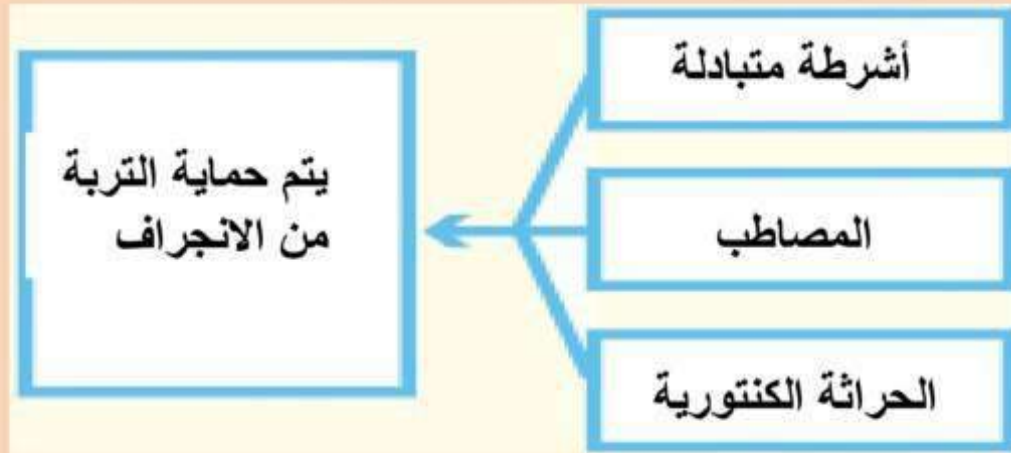 أشرطة متبادلة
المصاطب
الحراثة الكنتورية
يتم حماية التربة
من الانجراف